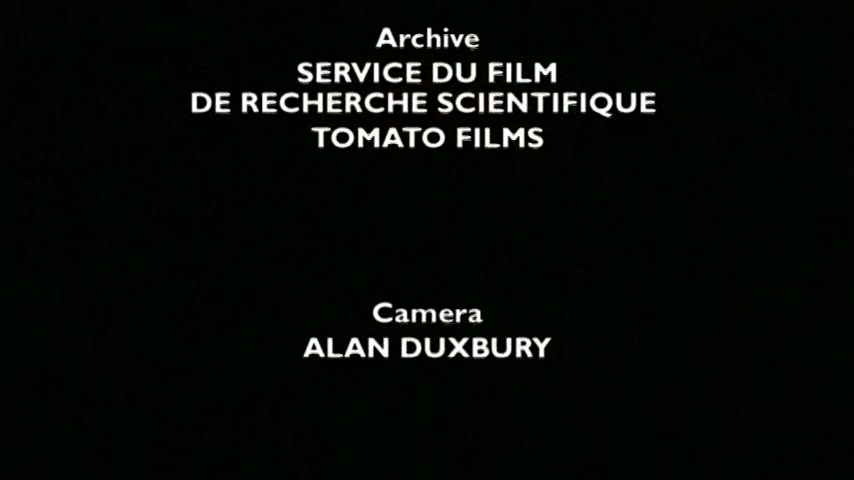 Archive
SERVICE DU FILM
DE RECHERCHE SCIENTIFIQUE
TOMATO FILMS
Camera
ALAN DUXBURY